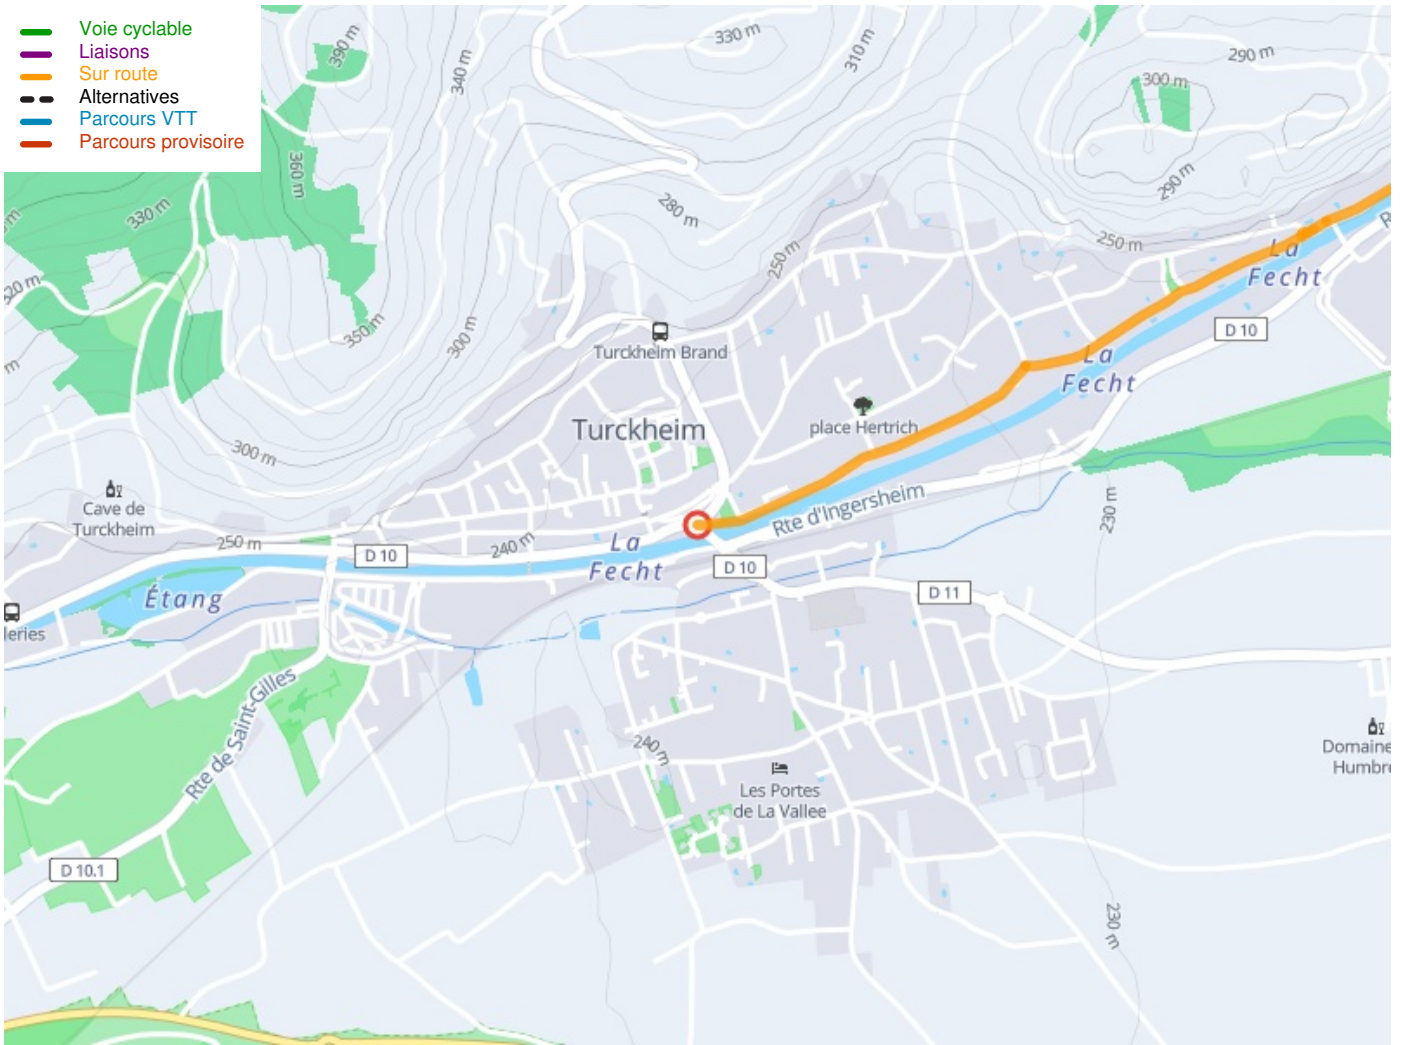 Voie cyclable
Liaisons
Sur route
Alternatives
Parcours VTT
Parcours provisoire
390 m
340 m
330 m
310 m
290 m
300 m
360 m
330 m
280 m
290 m
250 m
250 m
La
Fecht
320 m
350 m
300 m
Turckheim Brand
D 10
La
Fecht
Turckheim
place Hertrich
300 m
Cave de
Turckheim
Rte d'Ingersheim
230 m
250 m
D 10
240 m
La
Fecht
D 10
Étang
D 11
leries
Rte de Saint-Gilles
240 m
Domaine
Humbre
Les Portes
de La Vallee
D 10.1
230 m